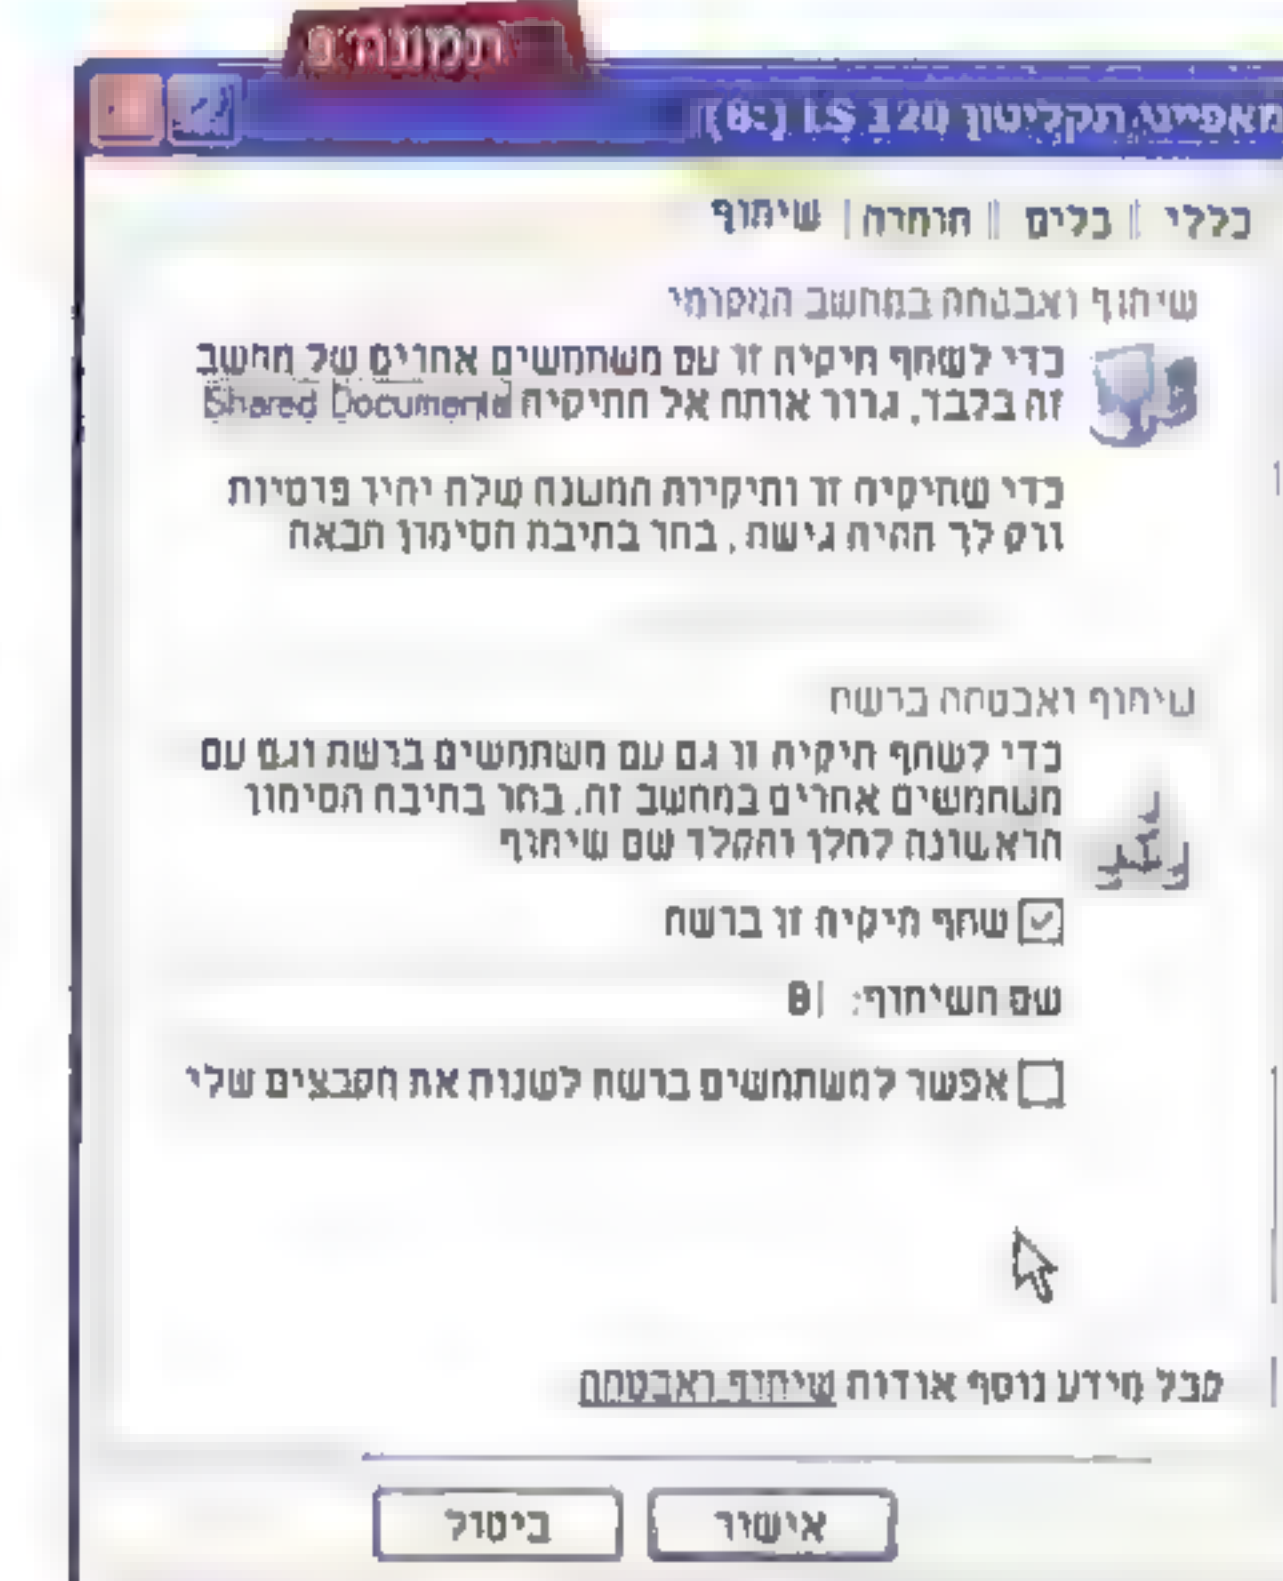 תמונה פ
מאפייני תקליטון LS 120 (B:)
כללי כלים חומרה שיתוף
שיתוף ואבטחה במחשב המקומי
כדי לשתף תיקיה זו עם משתמשים אחרים של מחשב
זה בלבד, גרור אותה אל התיקיה Shared Documents
כדי שתיקיה זו ותיקיות המשנה שלה יהיו פרטיות
ורק לך תהיה גישה, בחר בתיבת הסימון הבאה
שיתוף ואבטחה ברשת
כדי לשתף תיקיה זו גם עם משתמשים ברשת וגם עם
משתמשים אחרים במחשב זה, בחר בתיבת הסימון
הראשונה להלן והקלד שם שיתוף
שתף תיקיה זו ברשת
שם השיתוף: B
אפשר למשתמשים ברשת לשנות את הקבצים שלי
קבל מידע נוסף אודות שיתוף ואבטחה
אישור ביטול